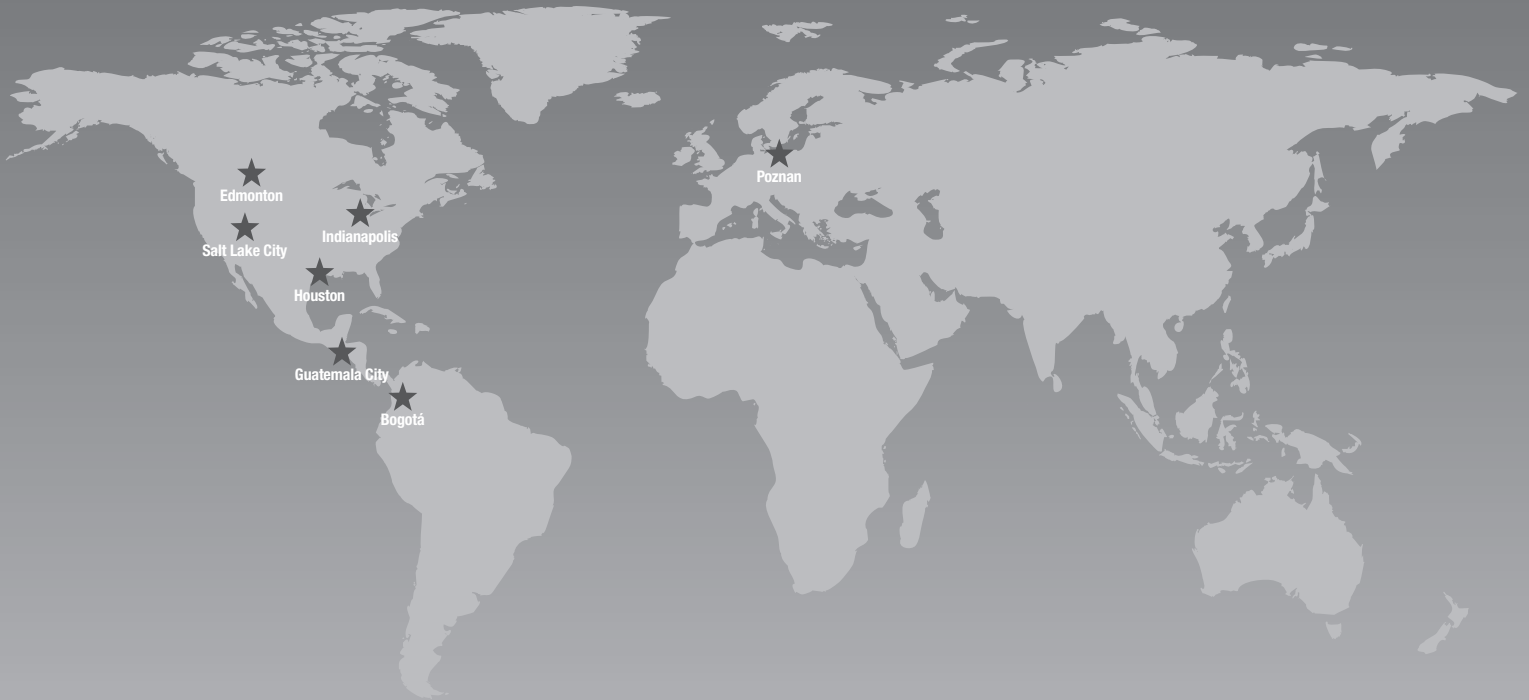 Poznan
Edmonton
Indianapolis
Salt Lake City
Houston
Guatemala City
Bogotá